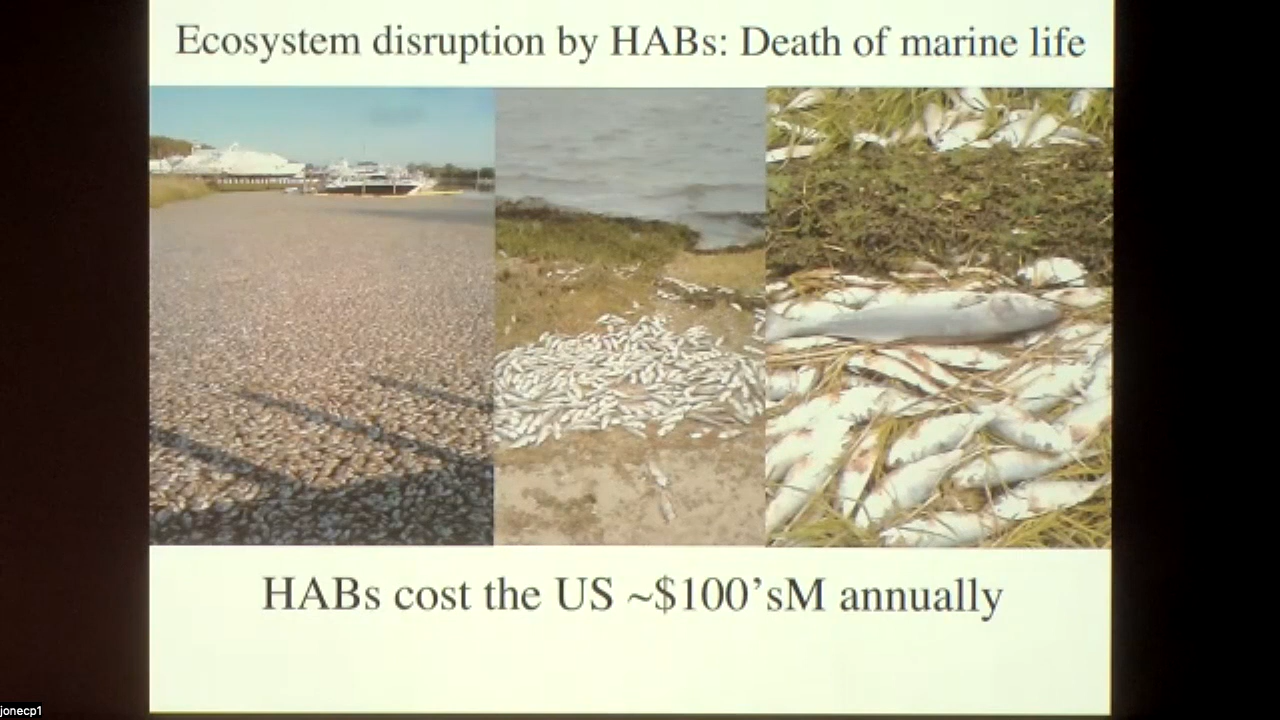 Ecosystem disruption by HABs: Death of marine life
HABs cost the US ~$100’sM annually
jonecp1